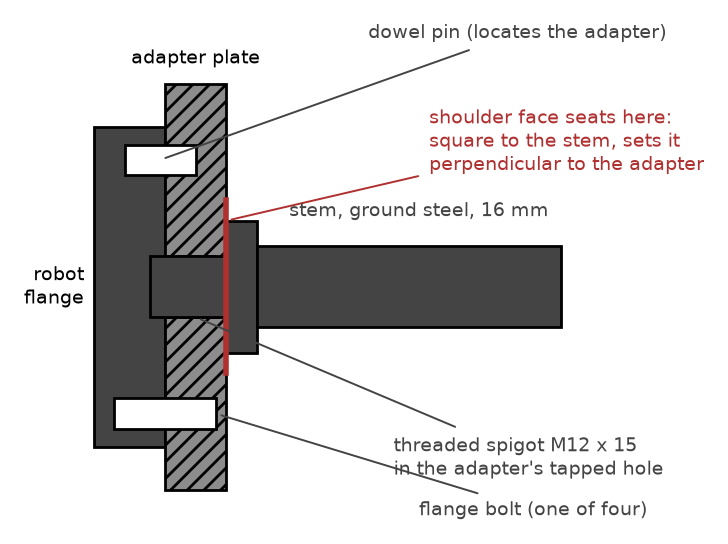 dowel pin (locates the adapter)
adapter plate
shoulder face seats here:
square to the stem, sets it
perpendicular to the adapter
stem, ground steel, 16 mm
robot
flange
threaded spigot M12 x 15
in the adapter's tapped hole
flange bolt (one of four)